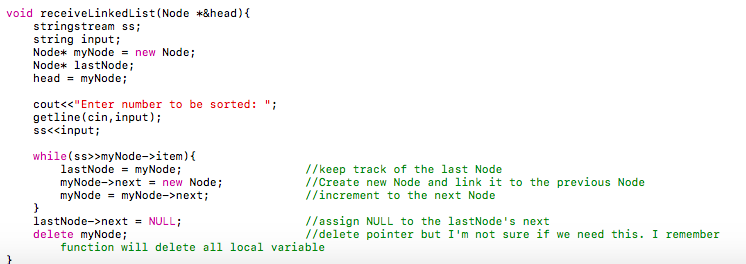 void receiveLinkedList(Node *&head){
    stringstream ss;
    string input;
    Node* myNode = new Node;
    Node* lastNode;
    head = myNode;

    cout<<"Enter number to be sorted: ";
    getline(cin,input);
    ss<<input;

    while(ss>>myNode->item){
        lastNode = myNode;                //keep track of the last Node
        myNode->next = new Node;          //Create new Node and link it to the previous Node
        myNode = myNode->next;            //increment to the next Node
    }
    lastNode->next = NULL;                //assign NULL to the lastNode's next
    delete myNode;                        //delete pointer but I'm not sure if we need this. I remember
        function will delete all local variable
}